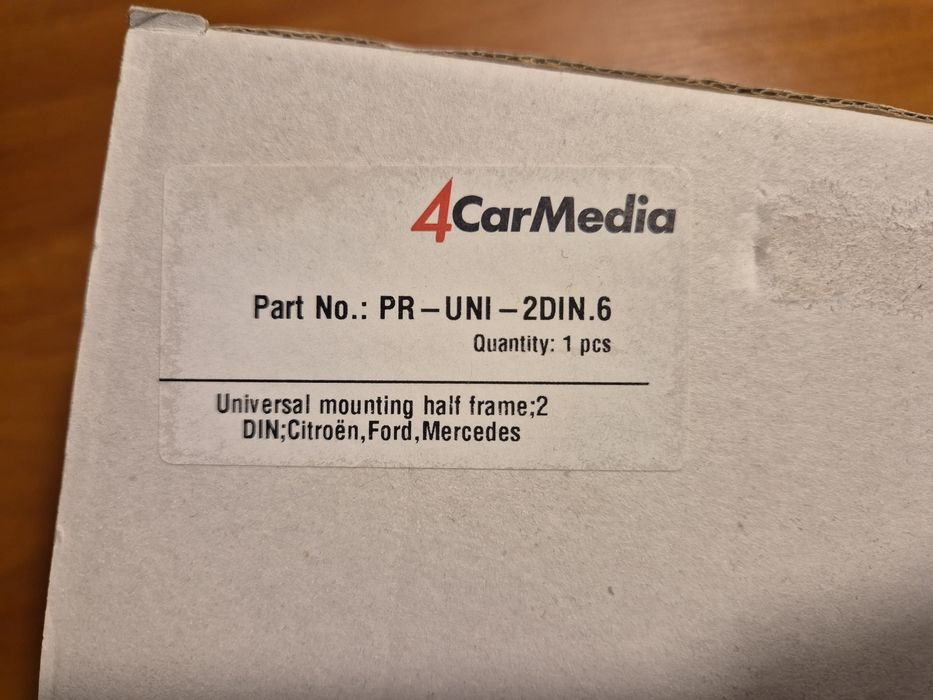 4CarMedia
Part No.: PR-UNI-2DIN.6
Quantity: 1 pcs
Universal mounting half frame;2
DIN;Citroën,Ford,Mercedes